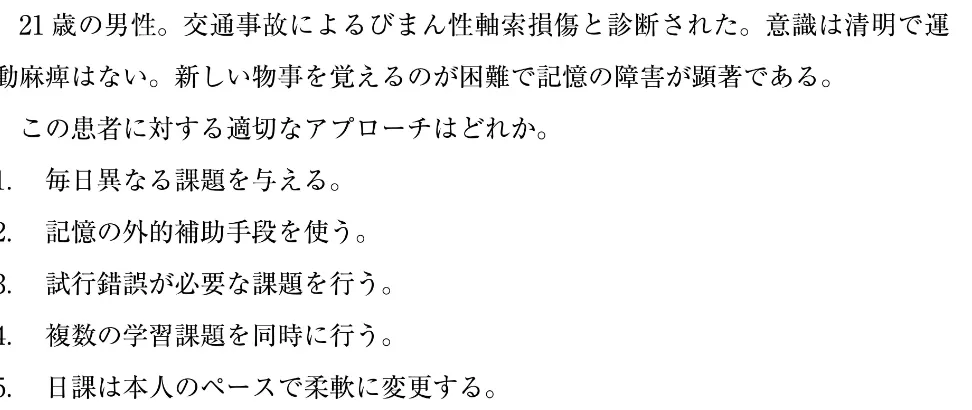 21歳の男性。交通事故によるびまん性軸索損傷と診断された。意識は清明で運
動麻痺はない。新しい物事を覚えるのが困難で記憶の障害が顕著である。
この患者に対する適切なアプローチはどれか。
1. 毎日異なる課題を与える。
2. 記憶の外的補助手段を使う。
3. 試行錯誤が必要な課題を行う。
4. 複数の学習課題を同時に行う。
5. 日課は本人のペースで柔軟に変更する。